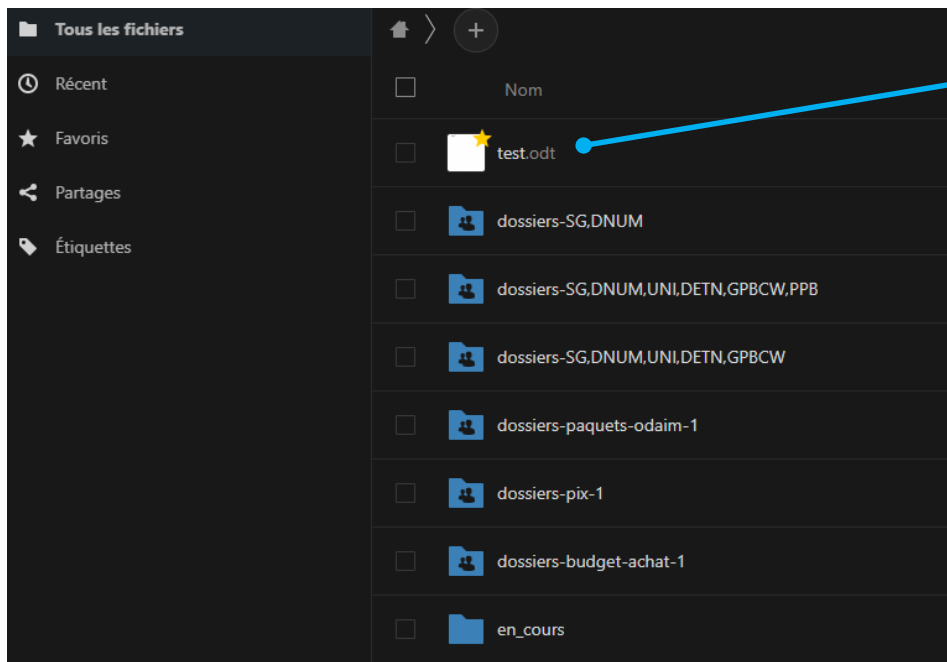 Tous les fichiers
Récent
Favoris
Partages
Étiquettes
Nom
test.odt
dossiers-SG,DNUM
dossiers-SG,DNUM,UNI,DETN,GPBCW,PPB
dossiers-SG,DNUM,UNI,DETN,GPBCW
dossiers-paquets-odaim-1
dossiers-pix-1
dossiers-budget-achat-1
en_cours